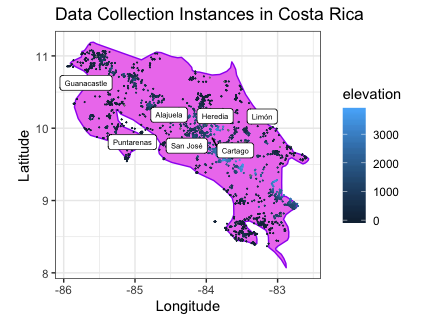 Data Collection Instances in Costa Rica
11
10
9
8
Latitude
Guanacastle
Alajuela
Heredia
Limón
Puntarenas
San José
Cartago
-86
-85
-84
-83
Longitude
elevation
3000
2000
1000
0